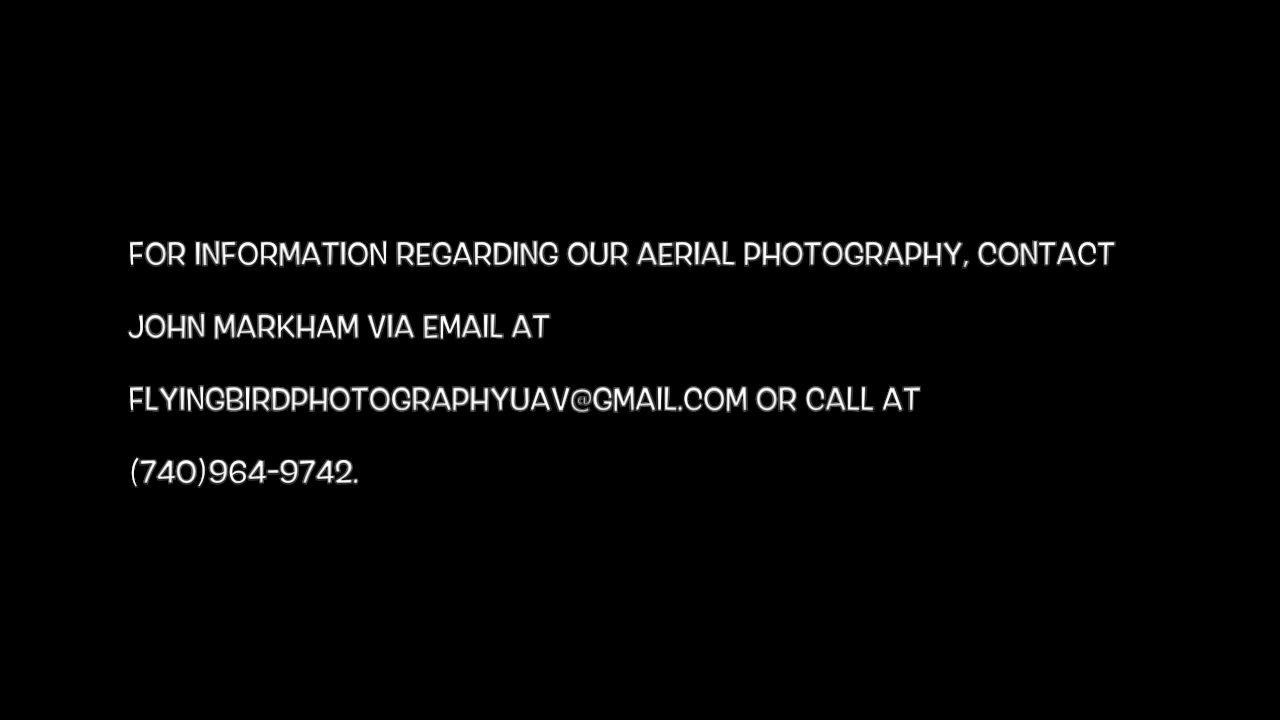 FOR INFORMATION REGARDING OUR AERIAL PHOTOGRAPHY, CONTACT
JOHN MARKHAM VIA EMAIL AT
FLYINGBIRDPHOTOGRAPHYUAV@GMAIL.COM OR CALL AT
(740)964-9742.